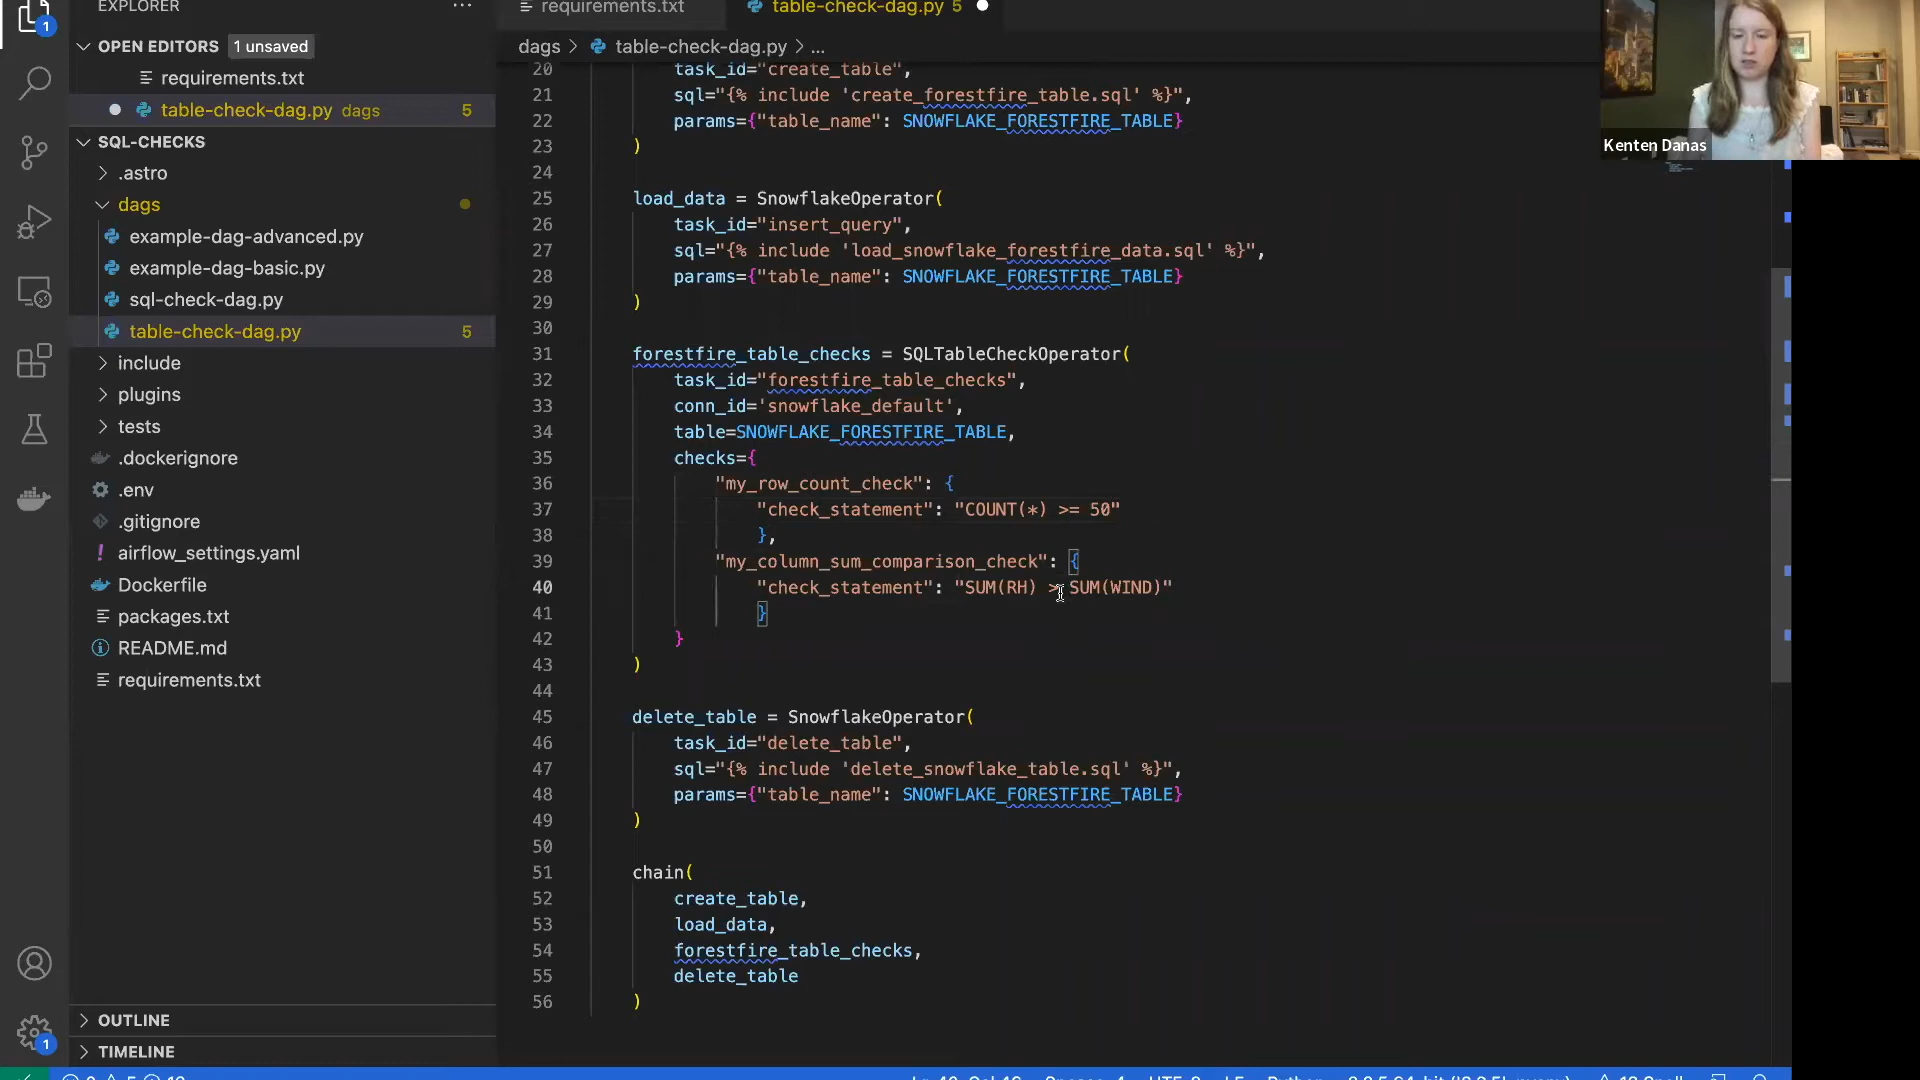 EXPLORER
requirements.txt
table-check-dag.py 5
OPEN EDITORS 1 unsaved
requirements.txt
table-check-dag.py dags 5
SQL-CHECKS
.astro
dags
example-dag-advanced.py
example-dag-basic.py
sql-check-dag.py
table-check-dag.py 5
include
plugins
tests
.dockerignore
.env
.gitignore
airflow_settings.yaml
Dockerfile
packages.txt
README.md
requirements.txt
OUTLINE
TIMELINE
1
1
dags > table-check-dag.py > ...
20 task_id="create_table",
21 sql="{% include 'create_forestfire_table.sql' %}",
22 params={"table_name": SNOWFLAKE_FORESTFIRE_TABLE}
23 )
24
25 load_data = SnowflakeOperator(
26 task_id="insert_query",
27 sql="{% include 'load_snowflake_forestfire_data.sql' %}",
28 params={"table_name": SNOWFLAKE_FORESTFIRE_TABLE}
29 )
30
31 forestfire_table_checks = SQLTableCheckOperator(
32 task_id="forestfire_table_checks",
33 conn_id='snowflake_default',
34 table=SNOWFLAKE_FORESTFIRE_TABLE,
35 checks={
36 "my_row_count_check": {
37 "check_statement": "COUNT(*) >= 50"
38 },
39 "my_column_sum_comparison_check": {
40 "check_statement": "SUM(RH) > SUM(WIND)"
41 }
42 }
43 )
44
45 delete_table = SnowflakeOperator(
46 task_id="delete_table",
47 sql="{% include 'delete_snowflake_table.sql' %}",
48 params={"table_name": SNOWFLAKE_FORESTFIRE_TABLE}
49 )
50
51 chain(
52 create_table,
53 load_data,
54 forestfire_table_checks,
55 delete_table
56 )
Kenten Danas